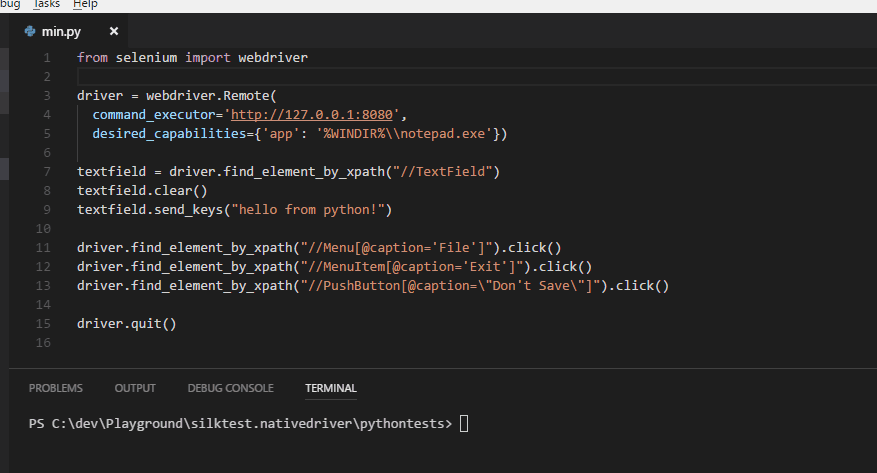 bug Tasks Help
min.py ×
1 from selenium import webdriver
2
3 driver = webdriver.Remote(
4 command_executor='http://127.0.0.1:8080',
5 desired_capabilities={'app': '%WINDIR%\\notepad.exe'})
6
7 textfield = driver.find_element_by_xpath("//TextField")
8 textfield.clear()
9 textfield.send_keys("hello from python!")
10
11 driver.find_element_by_xpath("//Menu[@caption='File']").click()
12 driver.find_element_by_xpath("//MenuItem[@caption='Exit']").click()
13 driver.find_element_by_xpath("//PushButton[@caption=\"Don't Save\"]").click()
14
15 driver.quit()
16
PROBLEMS OUTPUT DEBUG CONSOLE TERMINAL
PS C:\dev\Playground\silktest.nativedriver\pythontests>